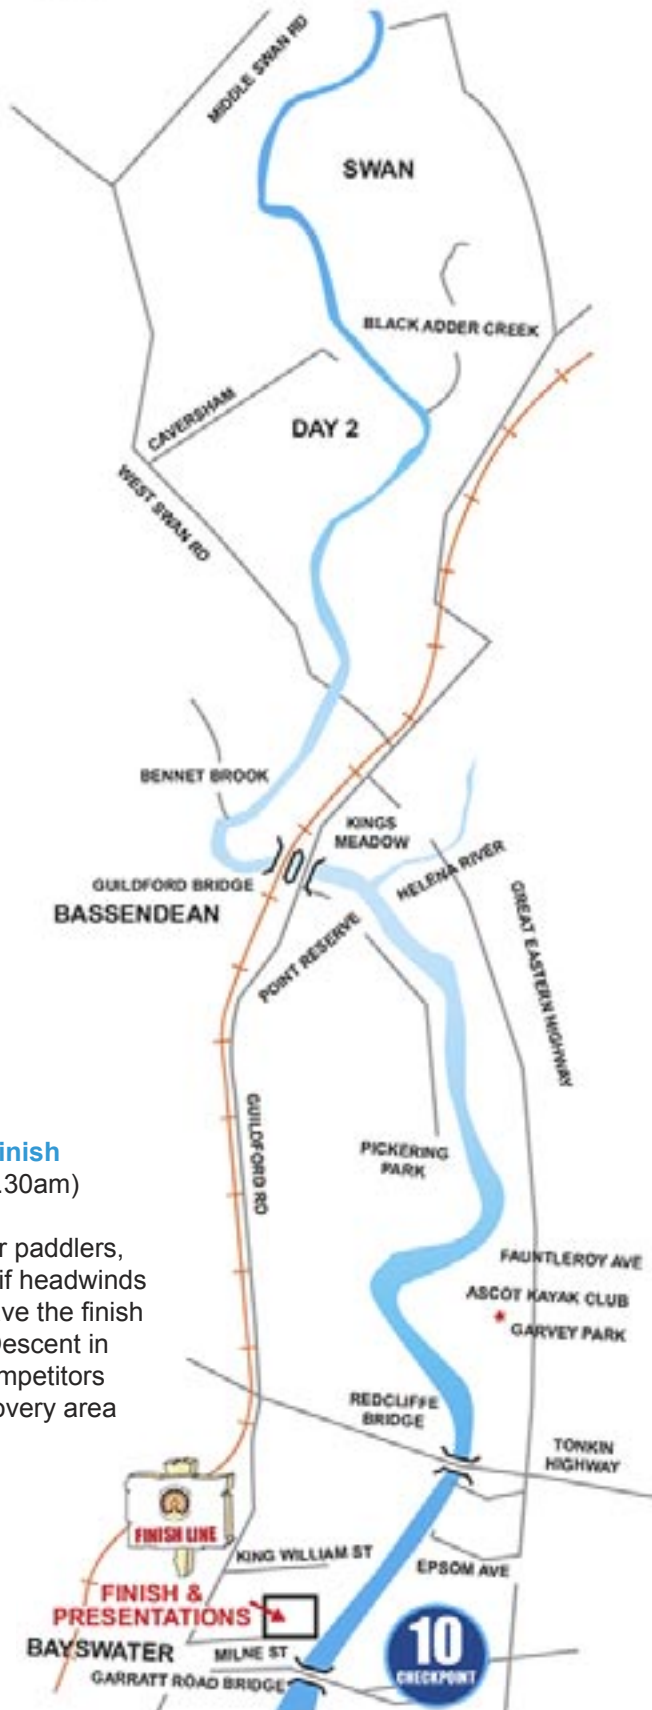 MIDDLE SWAN RD
SWAN
BLACK ADDER CREEK
CAVERSHAM
DAY 2
WEST SWAN RD
BENNET BROOK
KINGS
MEADOW
HELENA RIVER
GUILDFORD BRIDGE
BASSENDEAN
POINT RESERVE
GREAT EASTERN HIGHWAY
GUILDFORD RD
PICKERING
PARK
inish
.30am)
r paddlers,
if headwinds
ve the finish
Descent in
mpetitors
overy area
FAUNTLEROY AVE
ASCOT KAYAK CLUB
GARVEY PARK
REDCLIFFE
BRIDGE
TONKIN
HIGHWAY
FINISH LINE
KING WILLIAM ST
EPSOM AVE
FINISH &
PRESENTATIONS
BAYSWATER
MILNE ST
GARRATT ROAD BRIDGE
10
CHECKPOINT